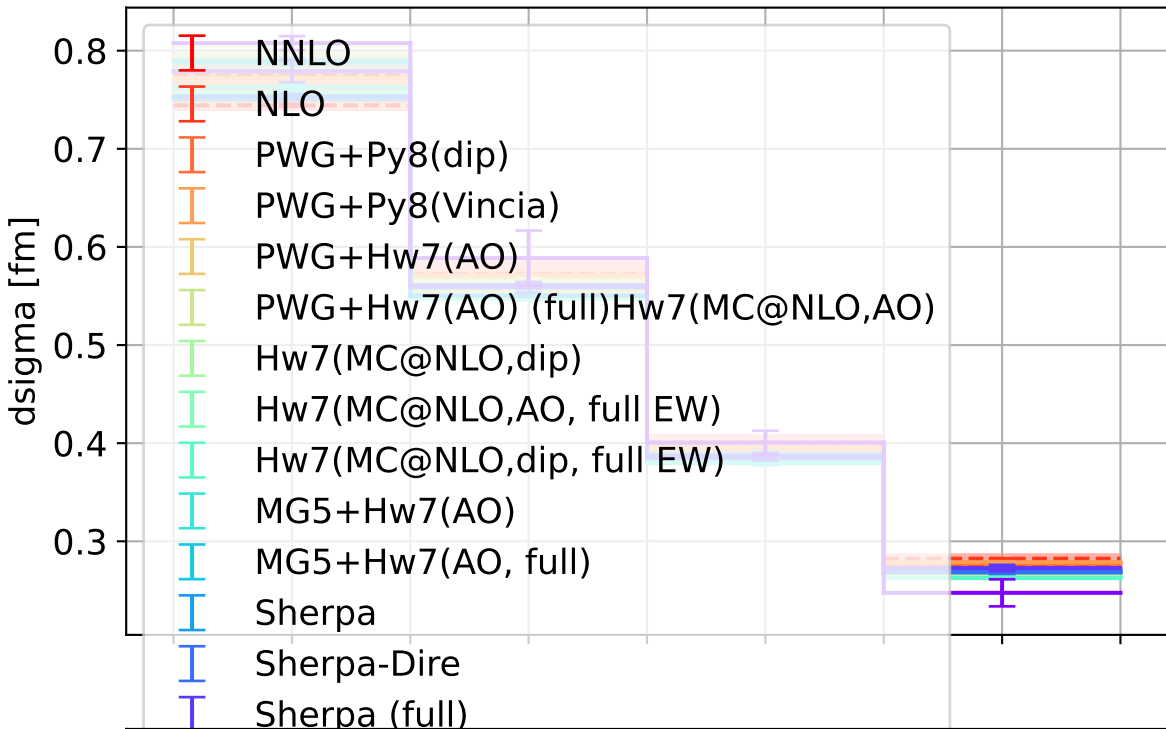 0.8
0.7
0.6
0.5
0.4
0.3
dsigma [fm]
NNLO
NLO
PWG+Py8(dip)
PWG+Py8(Vincia)
PWG+Hw7(AO)
PWG+Hw7(AO) (full)Hw7(MC@NLO,AO)
Hw7(MC@NLO,dip)
Hw7(MC@NLO,AO, full EW)
Hw7(MC@NLO,dip, full EW)
MG5+Hw7(AO)
MG5+Hw7(AO, full)
Sherpa
Sherpa-Dire
Sherpa (full)